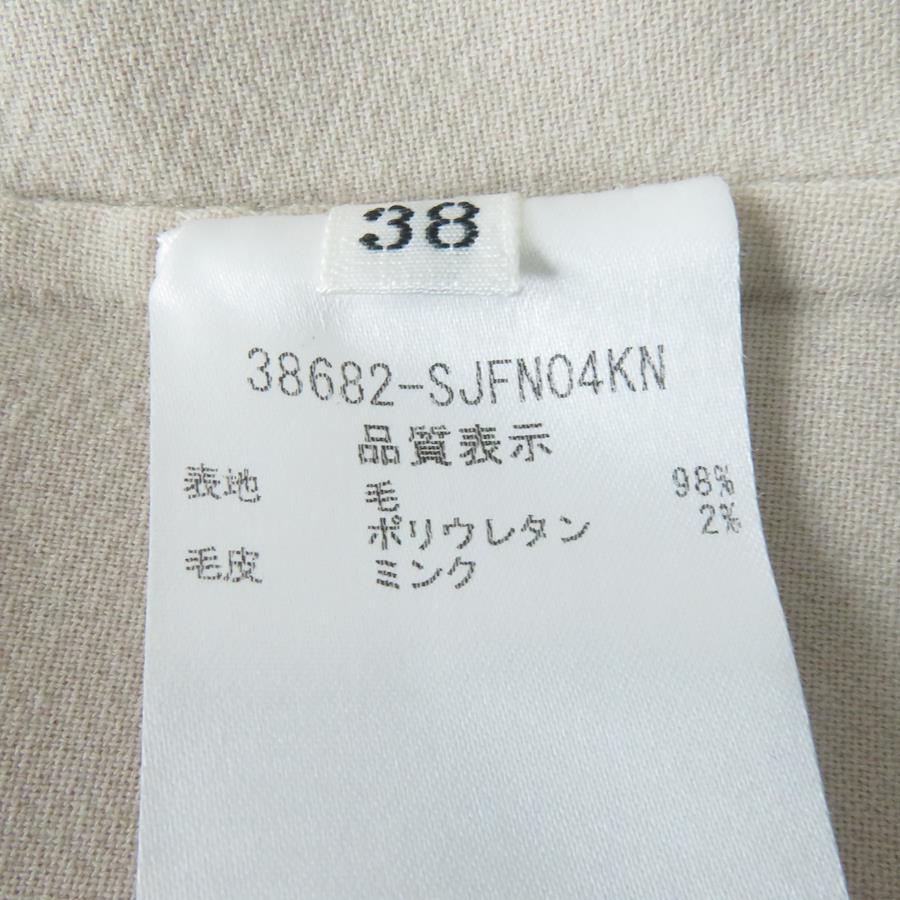 38
38682-SJFN04KN
品質表示
表地 毛 98%
ポリウレタン 2%
毛皮 ミンク